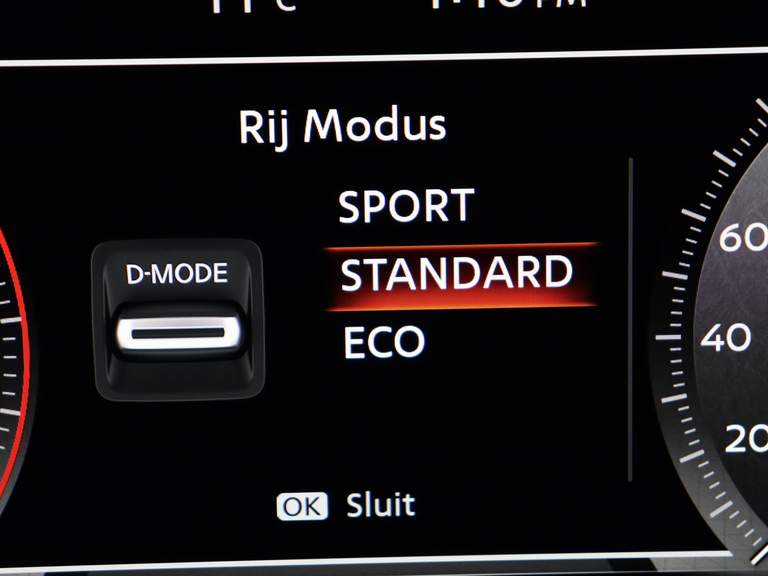 Rij Modus
SPORT
D-MODE
STANDARD
ECO
60
40
20
OK Sluit